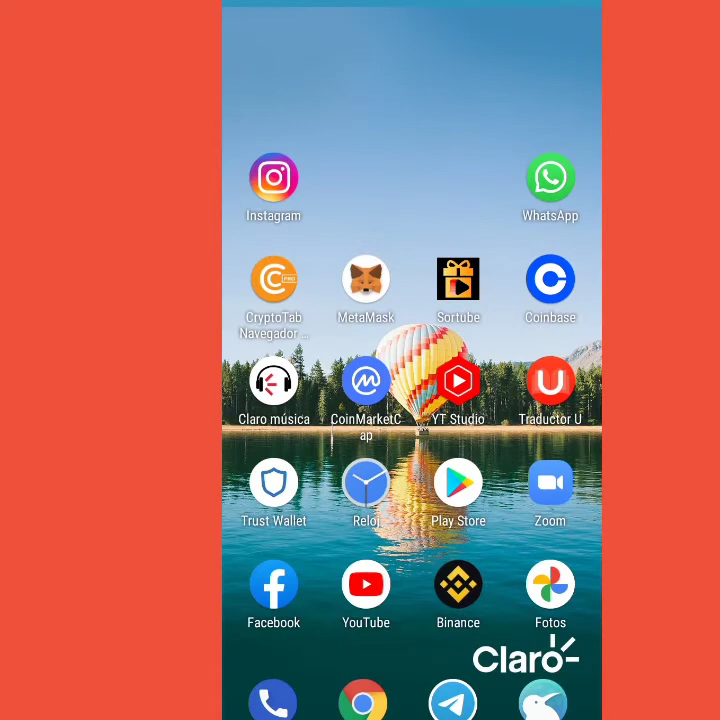 Instagram
WhatsApp
PRO
CryptoTab
Navegador ...
MetaMask
Sortube
Coinbase
Claro música
CoinMarketC
ap
YT Studio
Traductor U
Trust Wallet
Reloj
Play Store
Zoom
Facebook
YouTube
Binance
Fotos
Claro